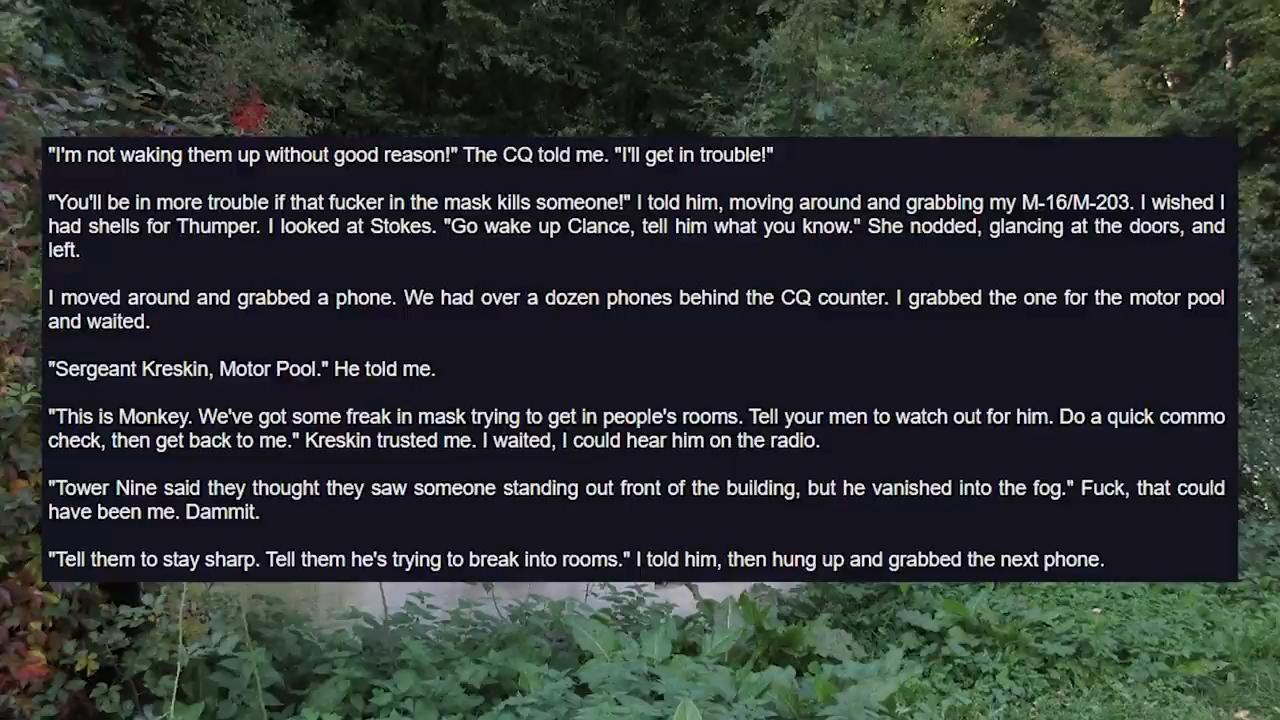 "I'm not waking them up without good reason!" The CQ told me. "I'll get in trouble!"
"You'll be in more trouble if that fucker in the mask kills someone!" I told him, moving around and grabbing my M-16/M-203. I wished I
had shells for Thumper. I looked at Stokes. "Go wake up Clance, tell him what you know." She nodded, glancing at the doors, and
left.
I moved around and grabbed a phone. We had over a dozen phones behind the CQ counter. I grabbed the one for the motor pool
and waited.
"Sergeant Kreskin, Motor Pool." He told me.
"This is Monkey. We've got some freak in mask trying to get in people's rooms. Tell your men to watch out for him. Do a quick commo
check, then get back to me." Kreskin trusted me. I waited, I could hear him on the radio.
"Tower Nine said they thought they saw someone standing out front of the building, but he vanished into the fog." Fuck, that could
have been me. Dammit.
"Tell them to stay sharp. Tell them he's trying to break into rooms." I told him, then hung up and grabbed the next phone.